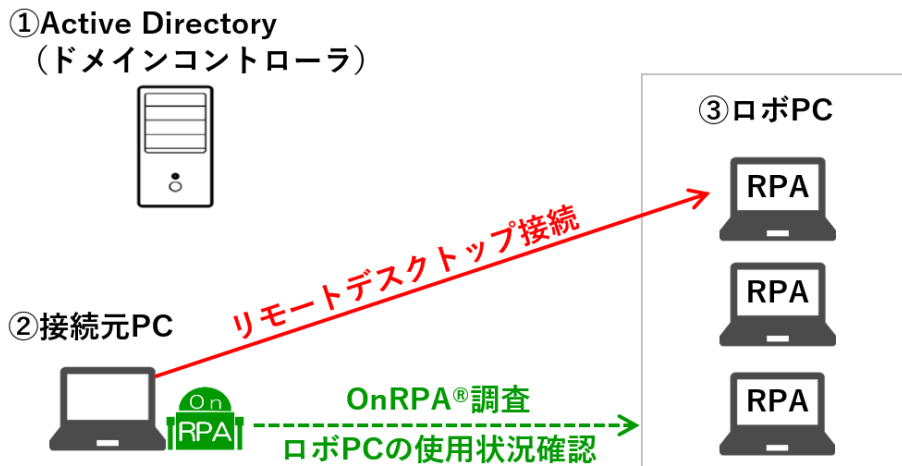 ①Active Directory
（ドメインコントローラ）
③ロボPC
RPA
リモートデスクトップ接続
RPA
②接続元PC
RPA
On
RPA
OnRPA®調査
ロボPCの使用状況確認